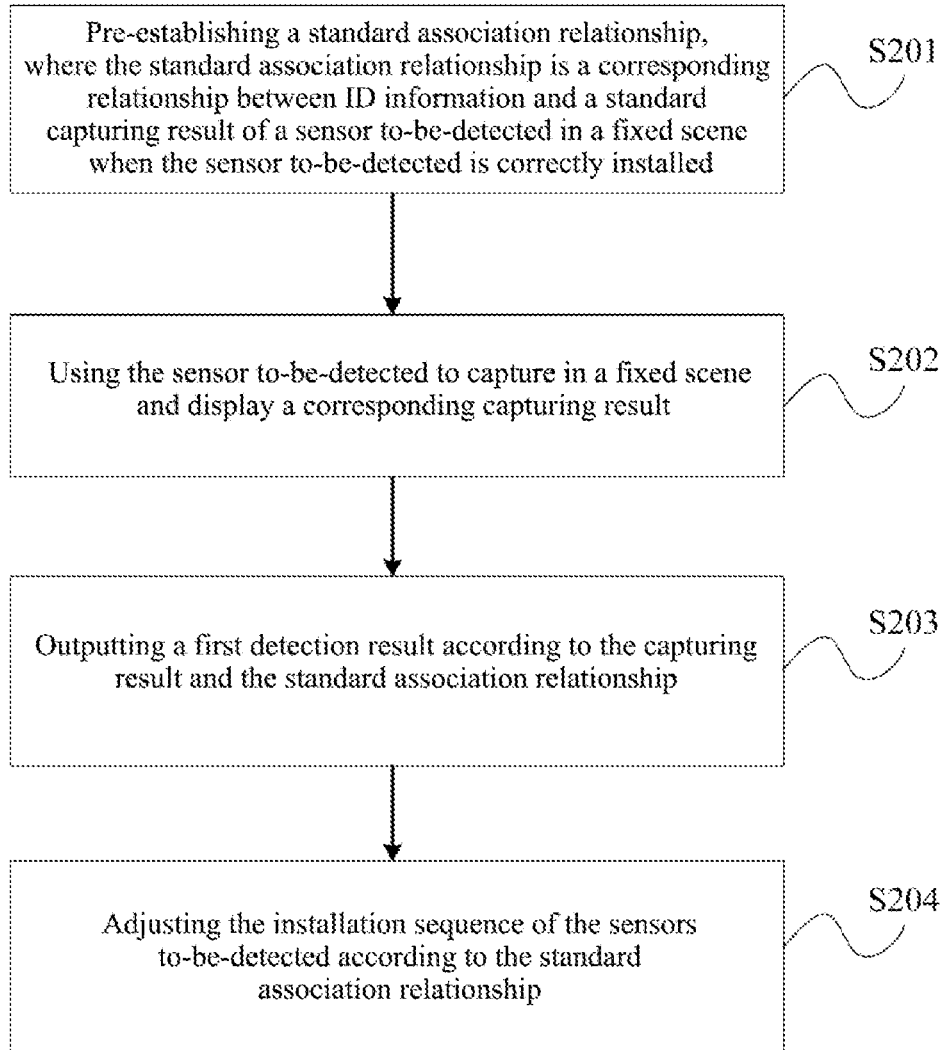 Pre-establishing a standard association relationship,
where the standard association relationship is a corresponding
relationship between ID information and a standard
capturing result of a sensor to-be-detected in a fixed scene
when the sensor to-be-detected is correctly installed
S201
Using the sensor to-be-detected to capture in a fixed scene
and display a corresponding capturing result
S202
Outputting a first detection result according to the capturing
result and the standard association relationship
S203
Adjusting the installation sequence of the sensors
to-be-detected according to the standard
association relationship
S204